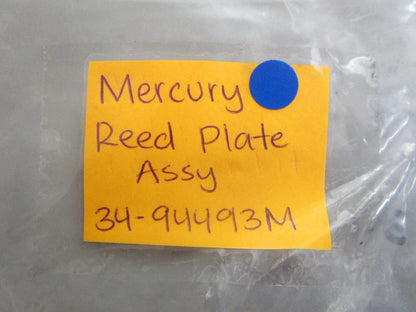 Mercury
Reed Plate
Assy
34-94493M